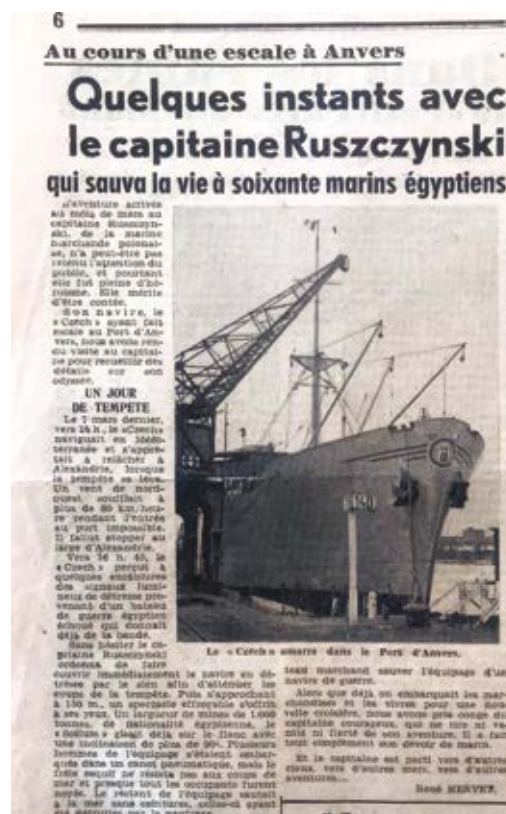 6
Au cours d'une escale à Anvers
Quelques instants avec
le capitaine Ruszczynski
qui sauva la vie à soixante marins égyptiens
L'aventure arrivée
au mois de mars au
capitaine Ruszczyn-
ski, de la marine
marchande polonai-
se, n'a peut-être pas
retenu l'attention du
public, et pourtant
elle fut pleine d'hé-
roïsme. Elle mérite
d'être contée.
Son navire, le
« Czech » ayant fait
escale au Port d'An-
vers, nous avons ren-
du visite au capitai-
ne pour recueillir des
détails sur son
odyssée.
UN JOUR
DE TEMPETE
Le 7 mars dernier,
vers 14 h., le «Czech»
naviguait en Médi-
terranée et s'apprê-
tait à relâcher à
Alexandrie, lorsque
la tempête se leva.
Un vent de nord-
ouest soufflait à
plus de 80 km/heu-
re rendant l'entrée
au port impossible.
Il fallut stopper au
large d'Alexandrie.
Vers 16 h. 45, le
« Czech » perçut à
quelques encâblures
des signaux lumi-
neux de détresse pro-
venant d'un bateau
de guerre égyptien
échoué qui donnait
déjà de la bande.
Sans hésiter le ca-
pitaine Ruszczynski
ordonna de faire
couvrir immédiatement le navire en dé-
tresse par le sien afin d'atténuer les
coups de la tempête. Puis s'approchant
à 150 m., un spectacle effroyable s'offrit
à ses yeux. Un largueur de mines de 1.000
tonnes, de nationalité égyptienne, le
glisait déjà sur le flanc avec
une inclinaison de plus de 90°. Plusieurs
hommes de l'équipage s'étaient embar-
qués dans un canot pneumatique, mais le
frêle esquif ne résista pas aux coups de
mer et presque tout les occupants furent
noyés. Le restant de l'équipage sautait
à la mer sans ceintures, celles-ci ayant
Le « Czech » amarré dans le Port d'Anvers.
teau marchand sauver l'équipage d'un
navire de guerre.
Alors que déjà on embarquait les mar-
chandises et les vivres pour une nou-
velle croisière, nous avons pris congé du
capitaine courageux, qui ne tire ni va-
nité ni fierté de son aventure. Il a fait
tout simplement son devoir de marin.
Et le capitaine est parti vers d'autres
cieux, vers d'autres mers, vers d'autres
aventures...
René HERVET.